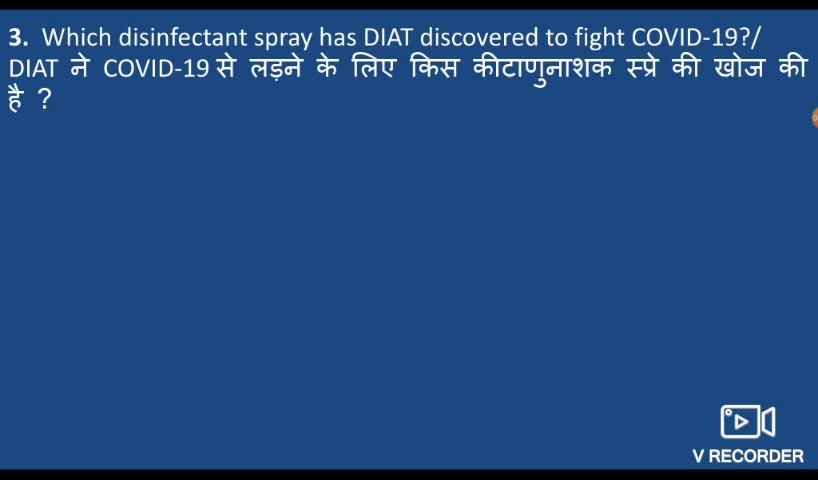 3. Which disinfectant spray has DIAT discovered to fight COVID-19?/
DIAT ने COVID-19 से लड़ने के लिए किस कीटाणुनाशक स्प्रे की खोज की
है ?
V RECORDER